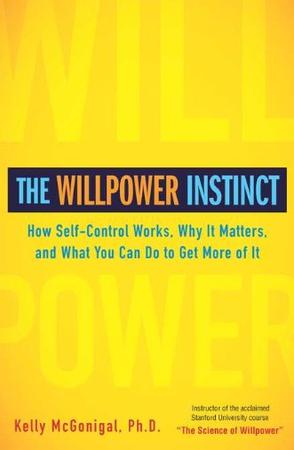 WILL
THE WILLPOWER INSTINCT
How Self-Control Works, Why It Matters,
and What You Can Do to Get More of It
POWER
Kelly McGonigal, Ph.D.
Instructor of the acclaimed
Stanford University course
"The Science of Willpower"